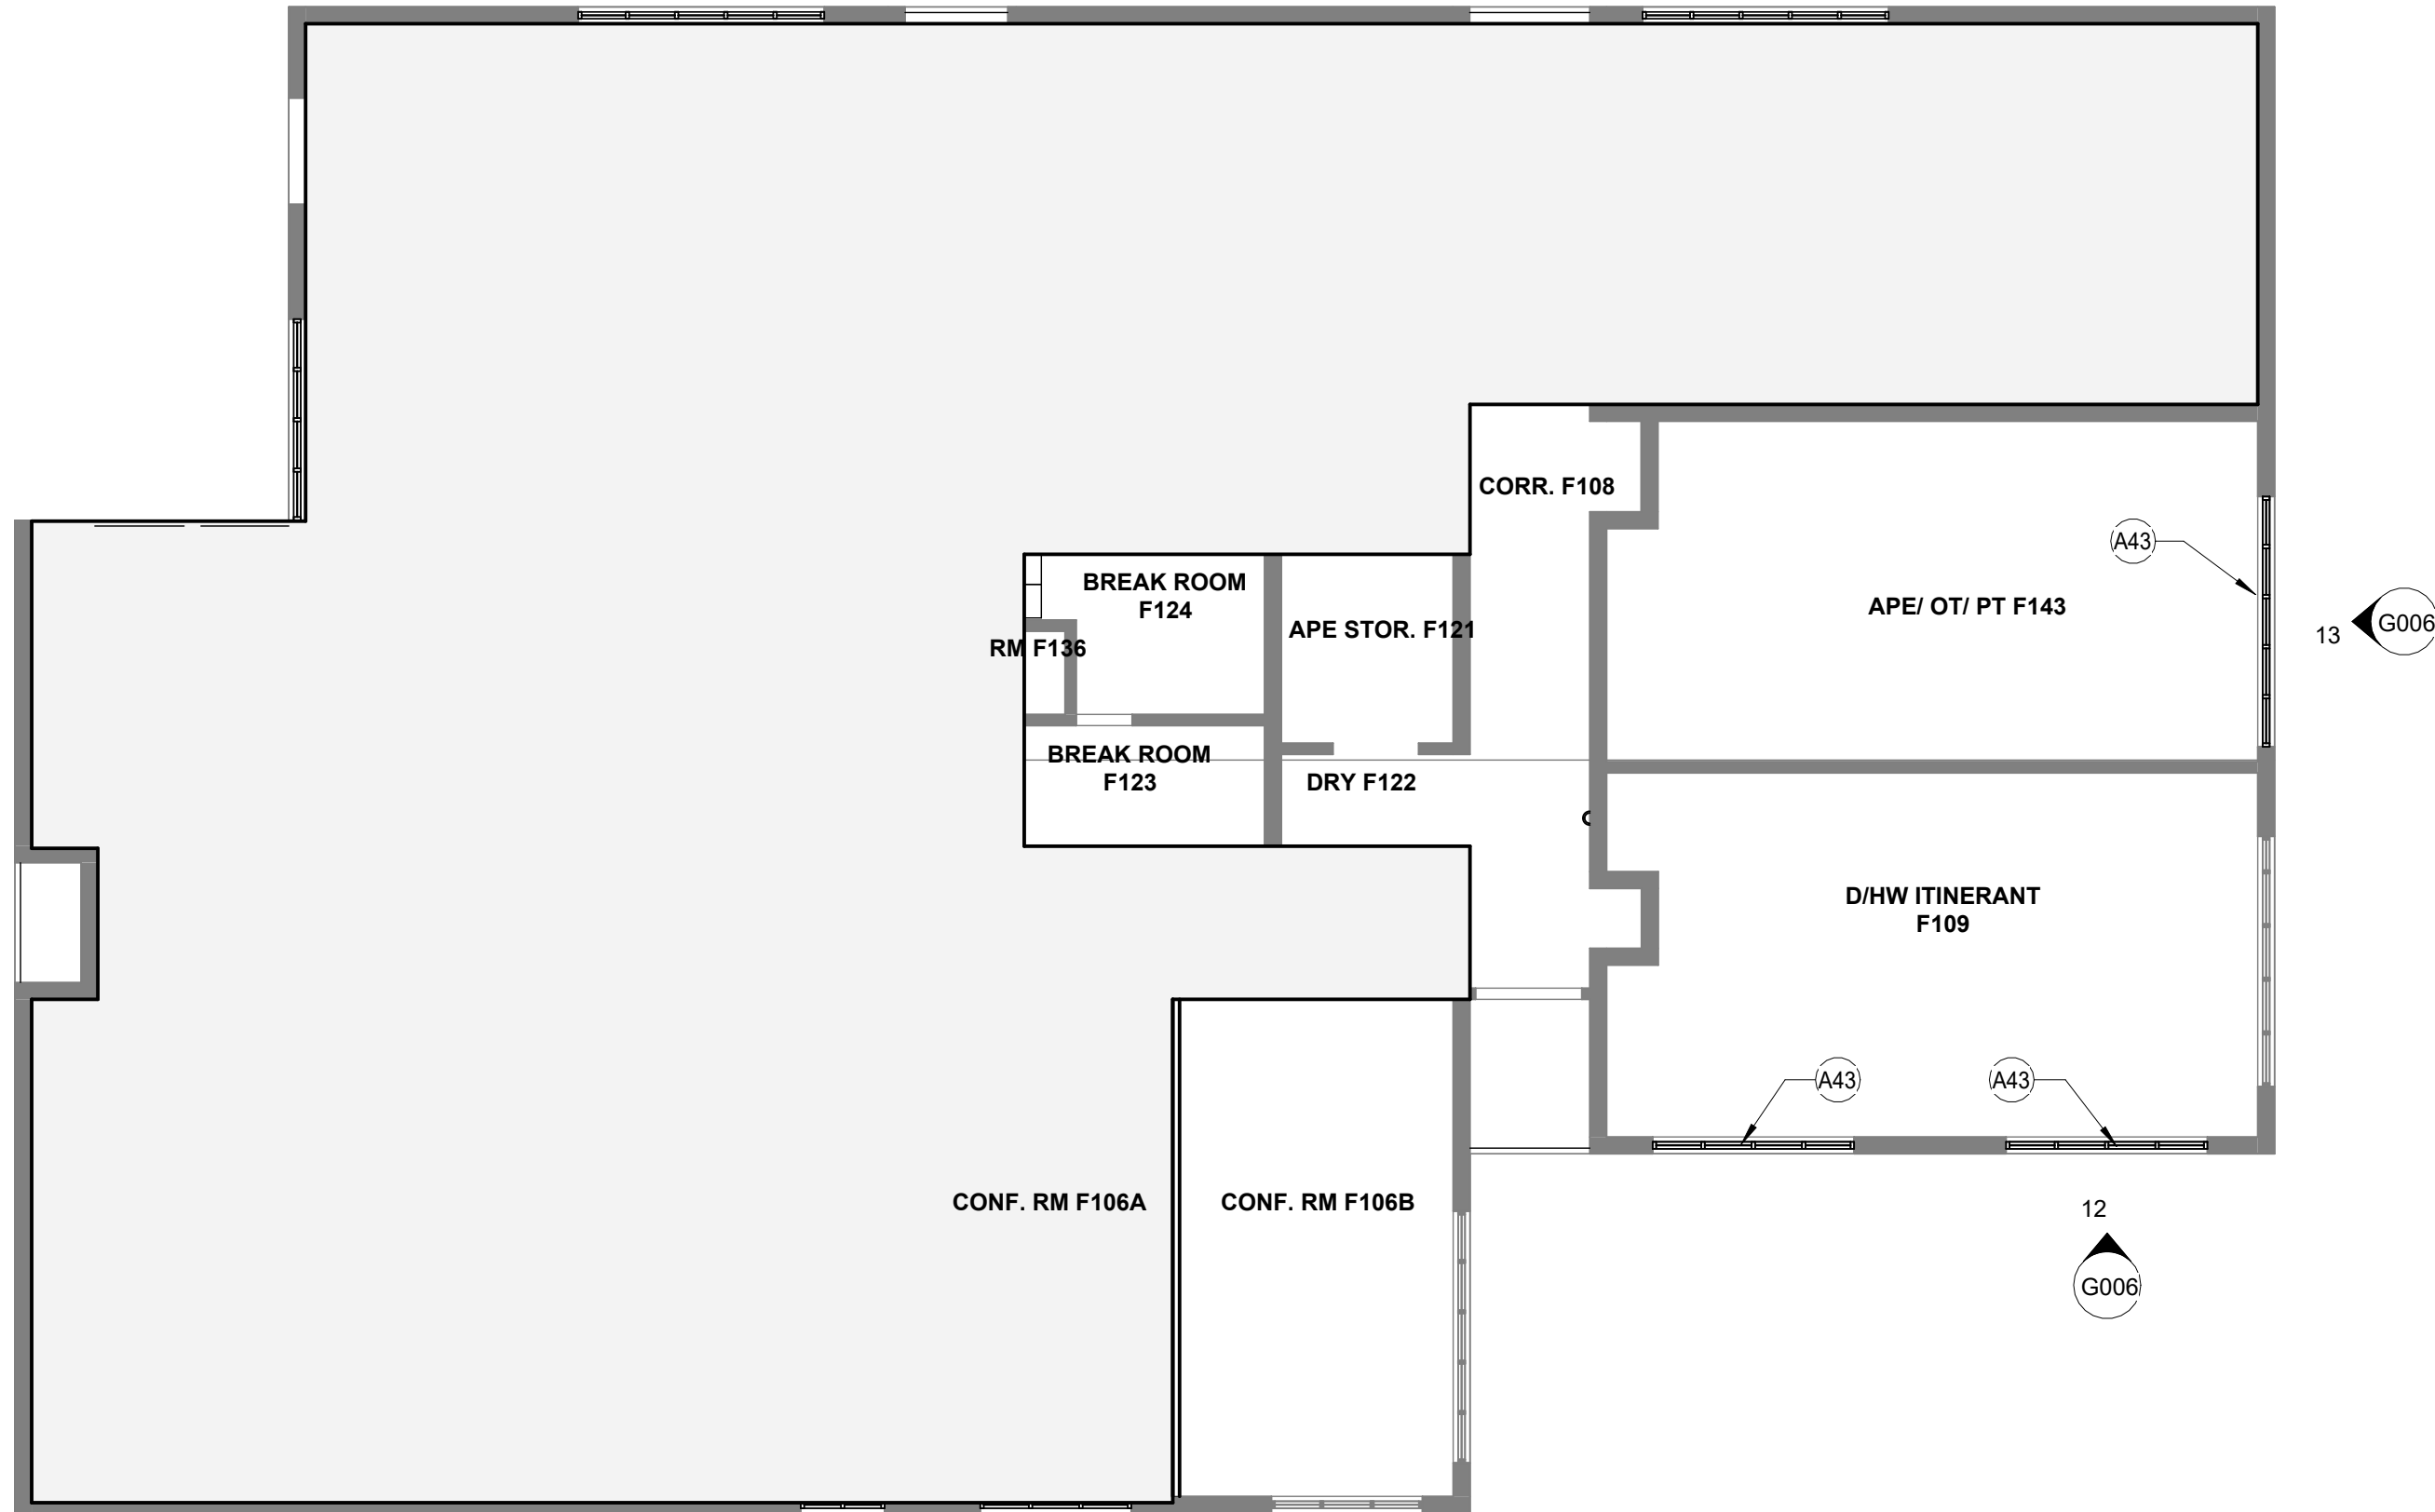 CORR. F108
A43
BREAK ROOM
F124
APE STOR. F121
APE/ OT/ PT F143
13
G006
RM F136
BREAK ROOM
F123
DRY F122
D/HW ITINERANT
F109
A43
A43
CONF. RM F106A
CONF. RM F106B
12
G006